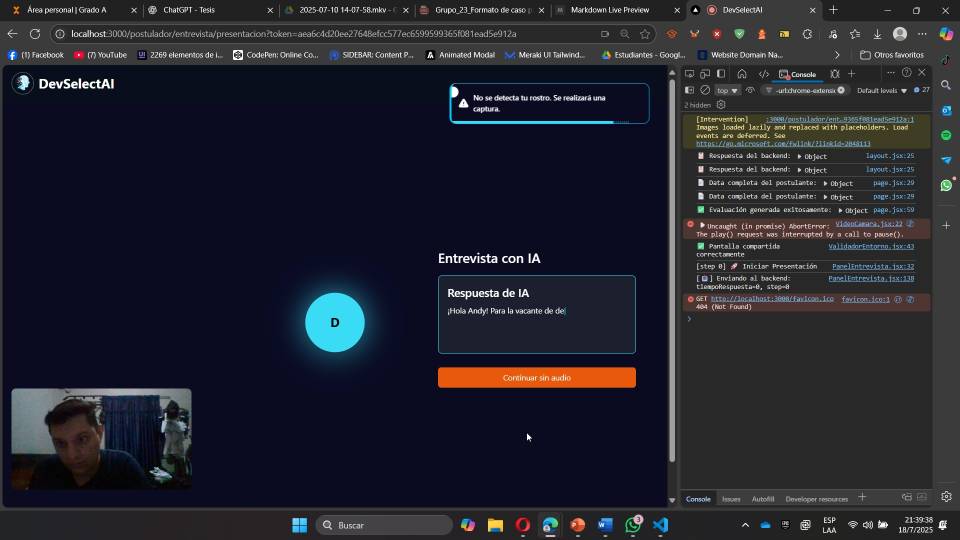 Área personal | Grado A
ChatGPT - Tesis
2025-07-10 14-07-58.mkv - G
Grupo_23_Formato de caso p
Markdown Live Preview
DevSelectAI
localhost:3000/postulador/entrevista/presentacion?token=aea6c4d20ee27648efcc577ec6599599365f081ead5e912a
(1) Facebook
(7) YouTube
2269 elementos de i...
CodePen: Online Co...
SIDEBAR: Content P...
Animated Modal
Meraki UI Tailwind...
Estudiantes - Googl...
Website Domain Na...
Otros favoritos
DevSelectAI
No se detecta tu rostro. Se realizará una
captura.
Entrevista con IA
Respuesta de IA
¡Hola Andy! Para la vacante de de
D
Continuar sin audio
Console
top
-url:chrome-extensi
Default levels
27
2 hidden
[Intervention] :3000/postulador/ent…9365f081ead5e912a:1
Images loaded lazily and replaced with placeholders. Load
events are deferred. See
https://go.microsoft.com/fwlink/?linkid=2048113
Respuesta del backend: Object layout.jsx:25
Respuesta del backend: Object layout.jsx:25
Data completa del postulante: Object page.jsx:29
Data completa del postulante: Object page.jsx:29
Evaluación generada exitosamente: Object page.jsx:59
Uncaught (in promise) AbortError: VideoCamara.jsx:22
The play() request was interrupted by a call to pause().
Pantalla compartida ValidadorEntorno.jsx:43
correctamente
[step 0] Iniciar Presentación PanelEntrevista.jsx:32
Enviando al backend: PanelEntrevista.jsx:138
tiempoRespuesta=0, step=0
GET http://localhost:3000/favicon.ico favicon.ico:1
404 (Not Found)
Console
Issues
Autofill
Developer resources
Buscar
3
ESP
LAA
21:39:38
18/7/2025